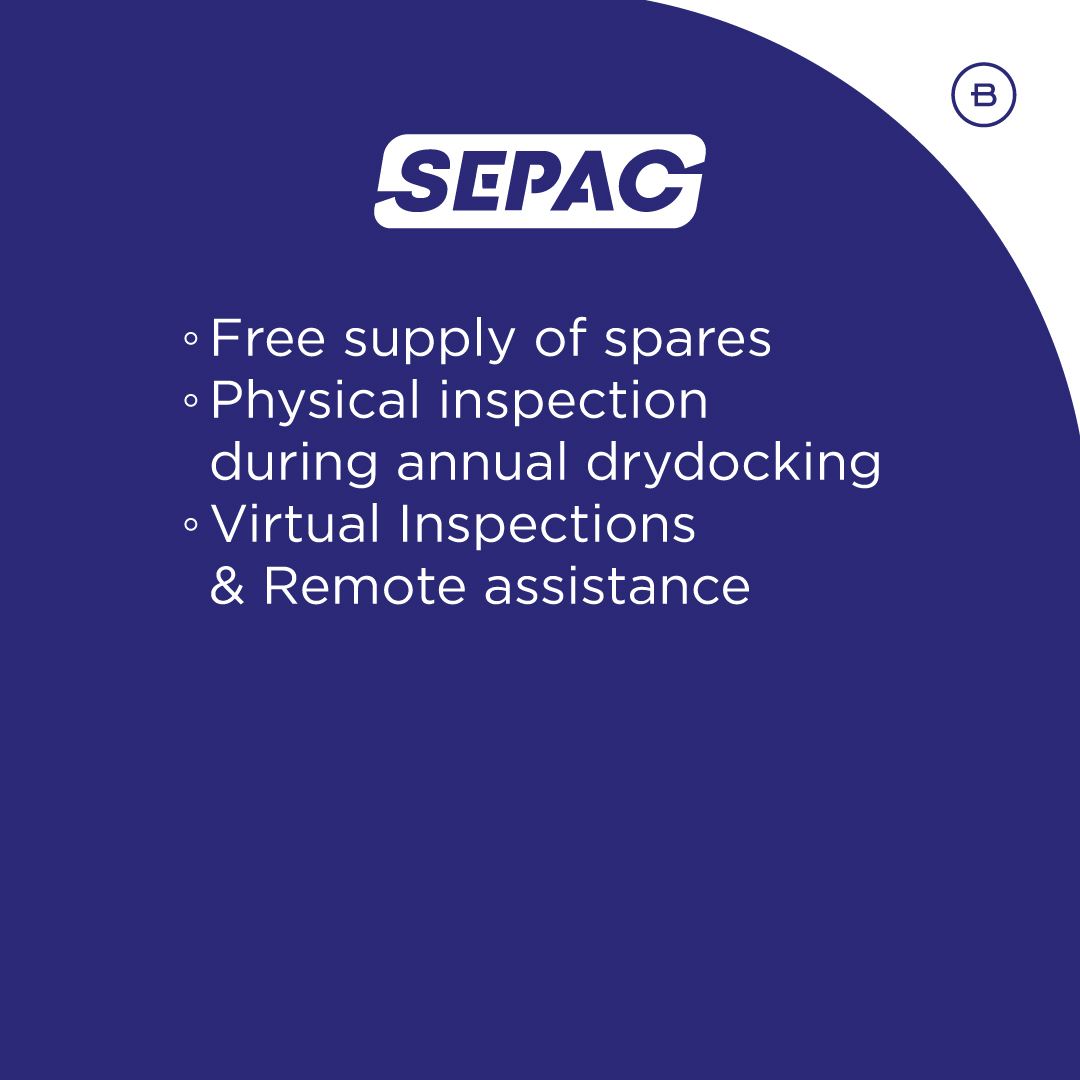 B
SEPAC
◦ Free supply of spares
◦ Physical inspection
during annual drydocking
◦ Virtual Inspections
& Remote assistance